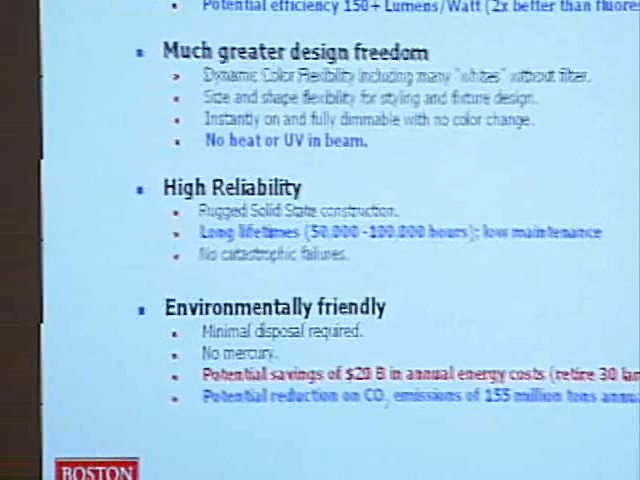 Potential efficiency 150+ Lumens/Watt (2x better than fluores
Much greater design freedom
Dynamic Color Flexibility including many "whites" without filter.
Size and shape flexibility for styling and fixture design.
Instantly on and fully dimmable with no color change.
No heat or UV in beam.
High Reliability
Rugged Solid State construction.
Long lifetimes (50,000 -100,000 hours); low maintenance
No catastrophic failures.
Environmentally friendly
Minimal disposal required.
No mercury.
Potential savings of $20 B in annual energy costs (retire 30 lar
Potential reduction on CO2 emissions of 155 million tons annu
BOSTON